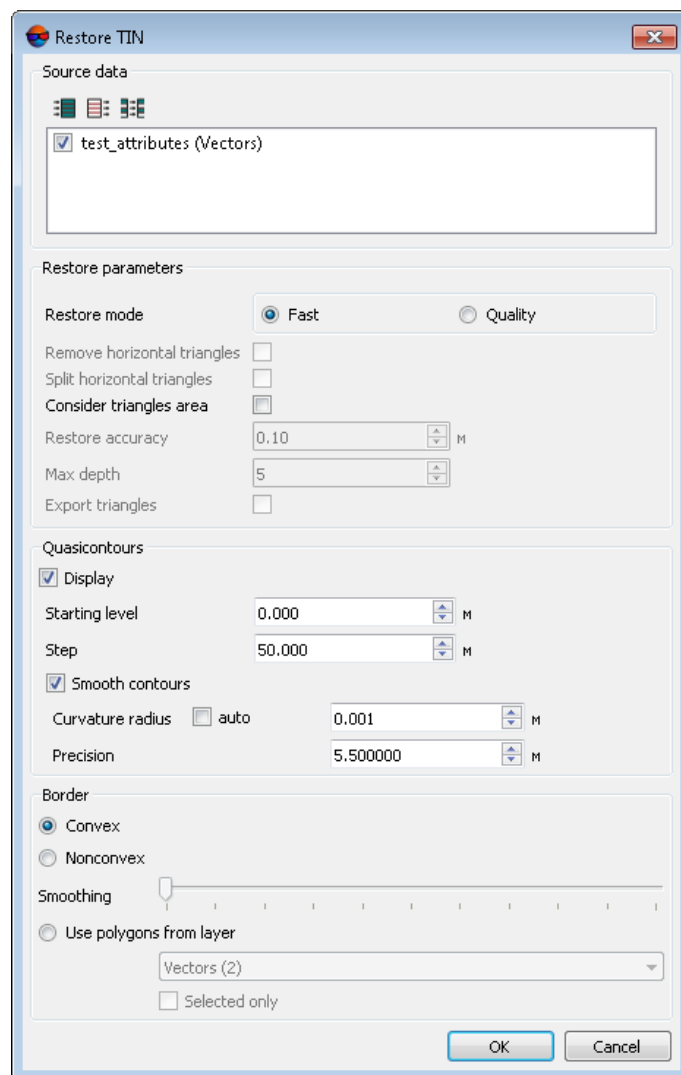 Restore TIN
Source data
test_attributes (Vectors)
Restore parameters
Restore mode Fast Quality
Remove horizontal triangles
Split horizontal triangles
Consider triangles area
Restore accuracy 0.10 м
Max depth 5
Export triangles
Quasicontours
Display
Starting level 0.000 м
Step 50.000 м
Smooth contours
Curvature radius auto 0.001 м
Precision 5.500000 м
Border
Convex
Nonconvex
Smoothing
Use polygons from layer
Vectors (2)
Selected only
OK Cancel